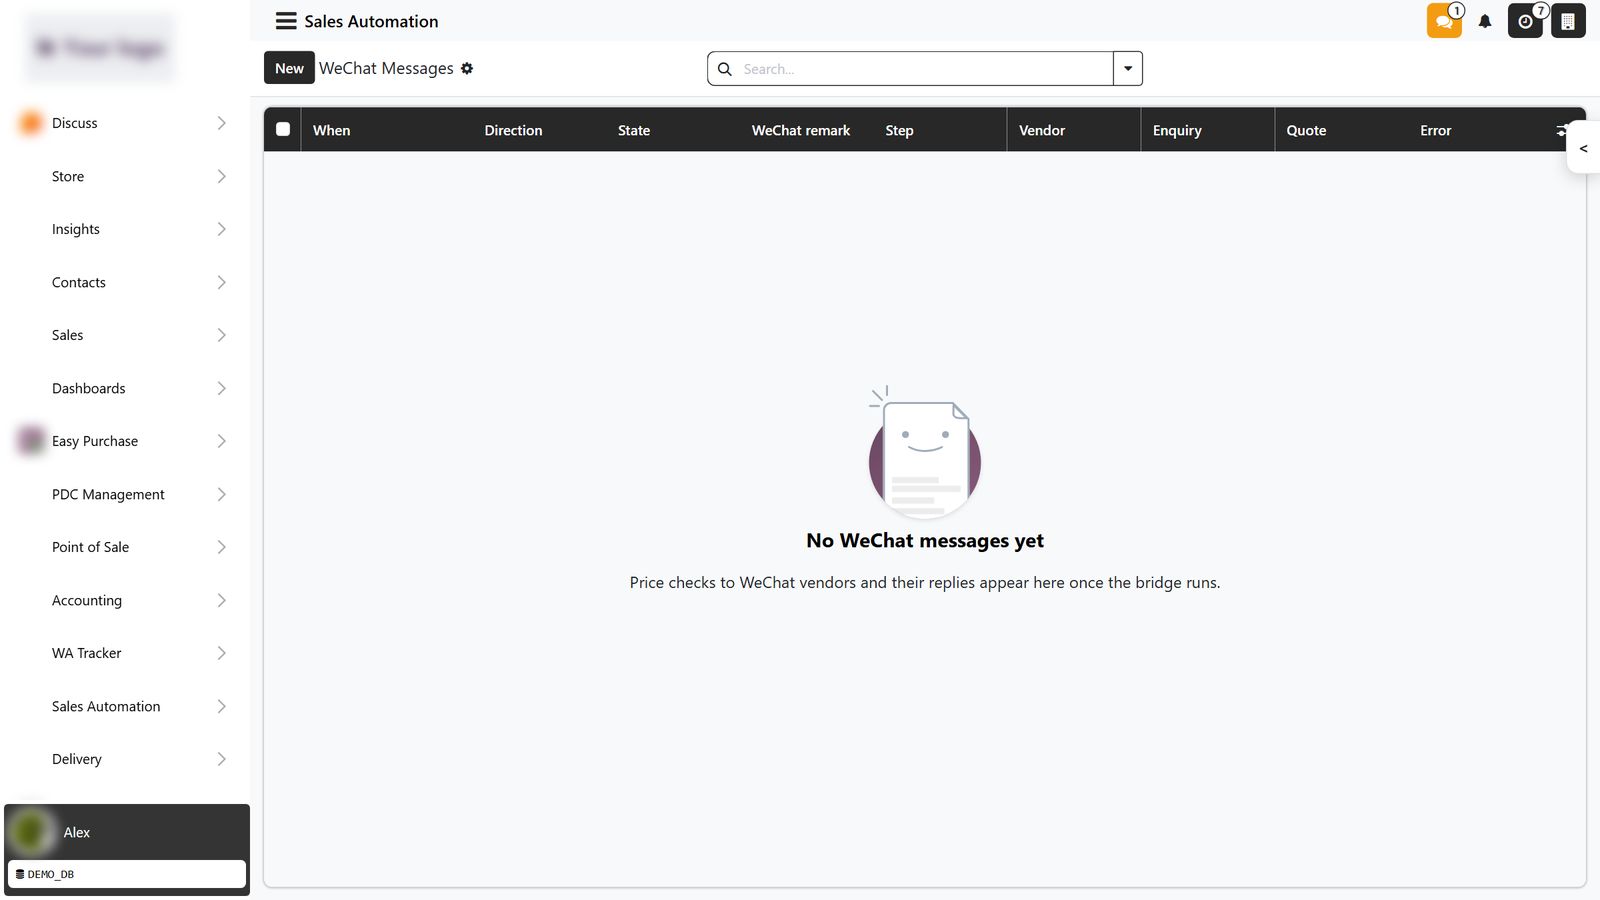 Sales Automation
1
7
New WeChat Messages
Search...
When Direction State WeChat remark Step Vendor Enquiry Quote Error
<
Discuss
Store
Insights
Contacts
Sales
Dashboards
Easy Purchase
PDC Management
Point of Sale
Accounting
WA Tracker
Sales Automation
Delivery
No WeChat messages yet
Price checks to WeChat vendors and their replies appear here once the bridge runs.
Alex
DEMO_DB